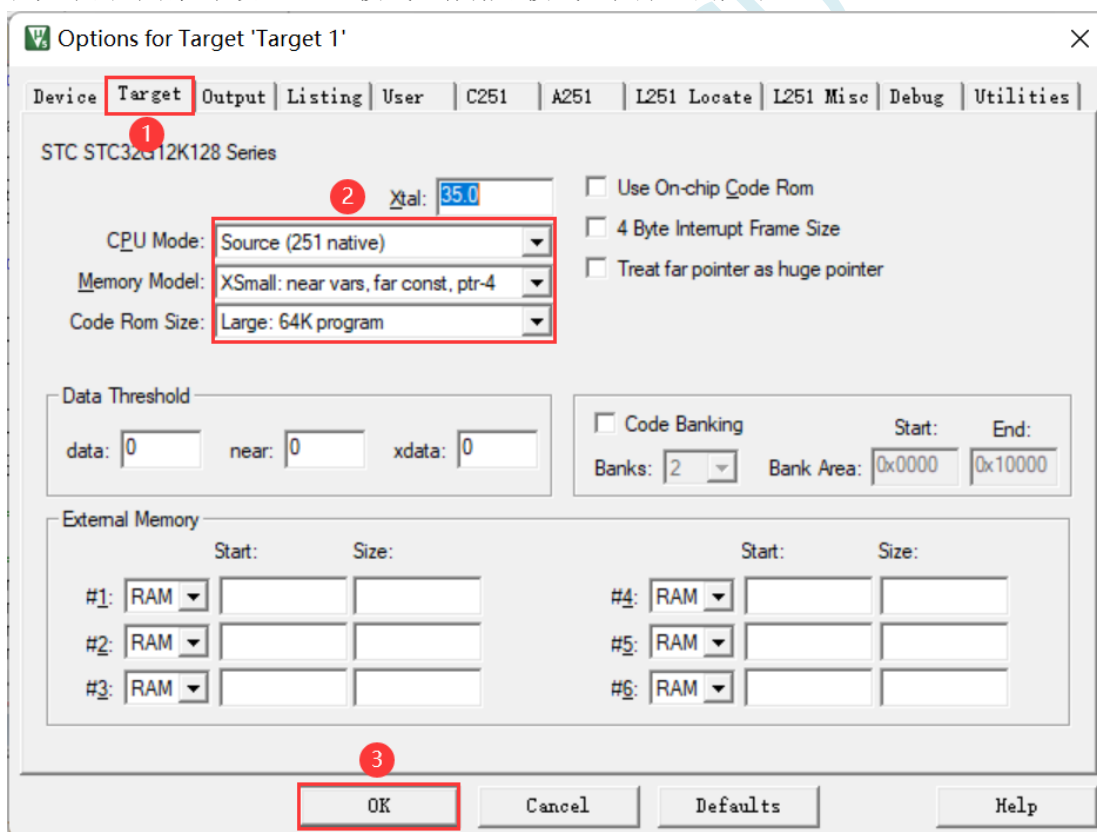 Options for Target 'Target 1'
Device Target Output Listing User C251 A251 L251 Locate L251 Misc Debug Utilities
1
STC STC32G12K128 Series
2 Xtal: 35.0
Use On-chip Code Rom
CPU Mode: Source (251 native)
4 Byte Interrupt Frame Size
Memory Model: XSmall: near vars, far const, ptr-4
Treat far pointer as huge pointer
Code Rom Size: Large: 64K program
Data Threshold
data: 0 near: 0 xdata: 0
Code Banking Start: End:
Banks: 2 Bank Area: 0x0000 0x10000
External Memory
Start: Size: Start: Size:
#1: RAM #4: RAM
#2: RAM #5: RAM
#3: RAM #6: RAM
3
OK Cancel Defaults Help